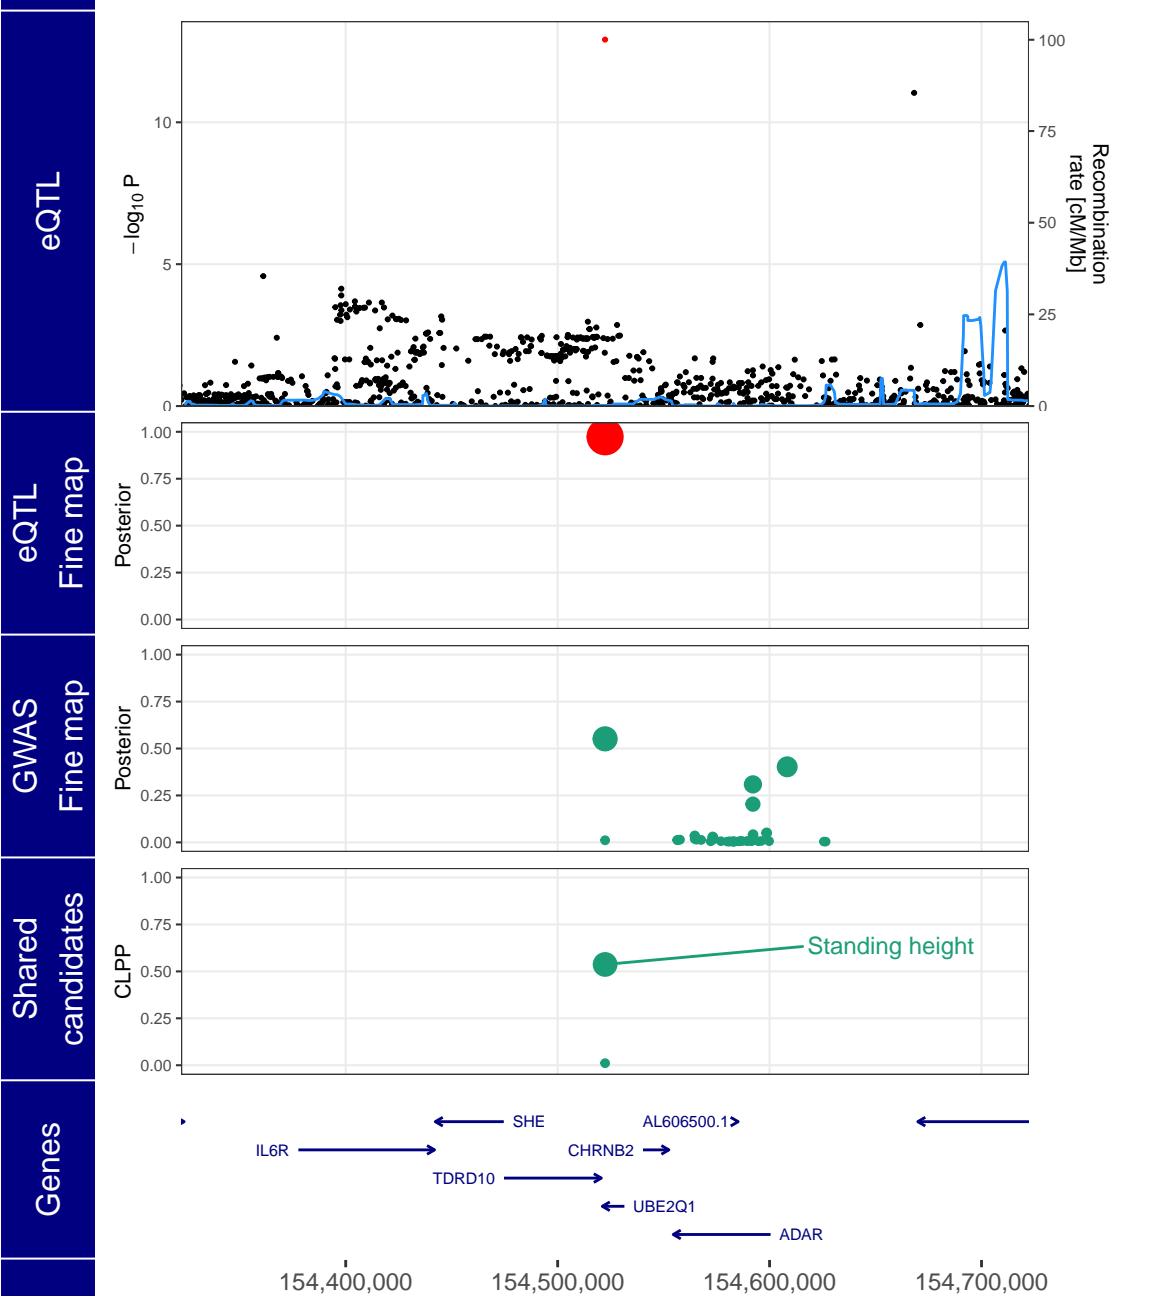 eQTL
−log10 P
10
5
0
100
75
50
25
0
Recombination
rate [cM/Mb]
eQTL
Fine map
Posterior
1.00
0.75
0.50
0.25
0.00
GWAS
Fine map
Posterior
1.00
0.75
0.50
0.25
0.00
Shared
candidates
CLPP
1.00
0.75
0.50
0.25
0.00
Standing height
Genes
SHE
AL606500.1
IL6R
CHRNB2
TDRD10
UBE2Q1
ADAR
154,400,000
154,500,000
154,600,000
154,700,000